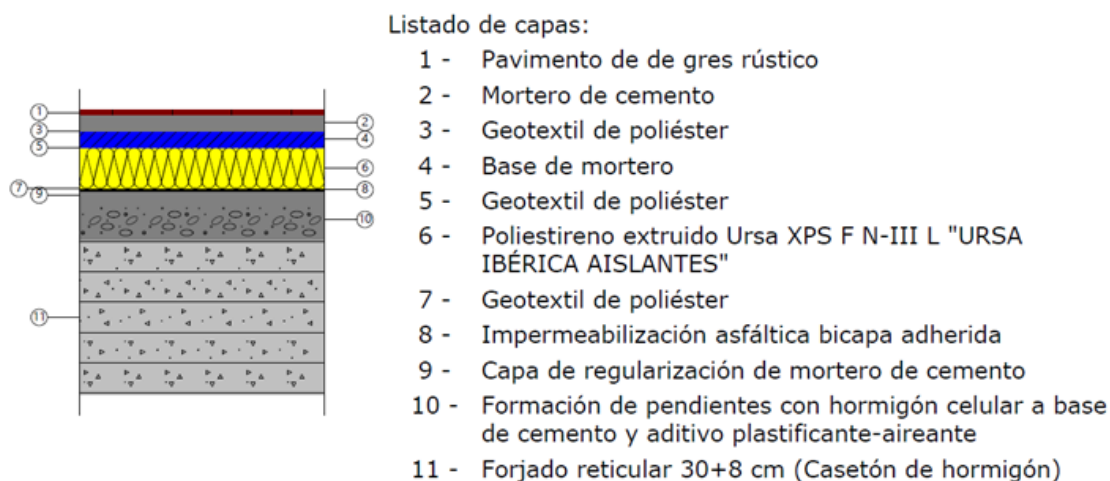 Listado de capas:
1 - Pavimento de de gres rústico
2 - Mortero de cemento
3 - Geotextil de poliéster
4 - Base de mortero
5 - Geotextil de poliéster
6 - Poliestireno extruido Ursa XPS F N-III L "URSA
IBÉRICA AISLANTES"
7 - Geotextil de poliéster
8 - Impermeabilización asfáltica bicapa adherida
9 - Capa de regularización de mortero de cemento
10 - Formación de pendientes con hormigón celular a base
de cemento y aditivo plastificante-aireante
11 - Forjado reticular 30+8 cm (Casetón de hormigón)
1
2
3
4
5
6
7
8
9
10
11